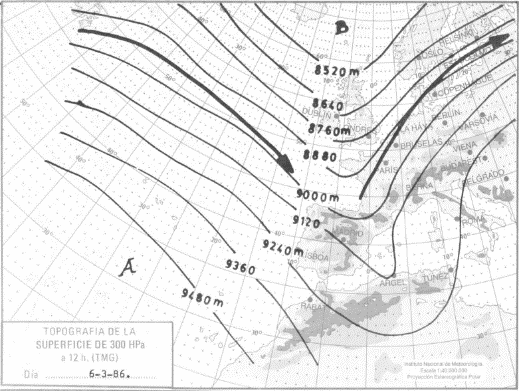 B
HELSINKI
OSLO
8520m
COPENHAGUE
8640
DUBLIN
8760m
BERLIN
LA HAYA
VARSOVIA
8880
BRUSELAS
VIENA
PARIS
BERNA
BELGRADO
9000m
9120
ROMA
MADRID
9240m
LISBOA
A
9360
ARGEL
TUNEZ
9480m
RABAT
TOPOGRAFIA DE LA
SUPERFICIE DE 300 HPa
a 12 h. (TMG)
Día 6-3-86.
Instituto Nacional de Meteorología
Proyección Estereográfica Polar